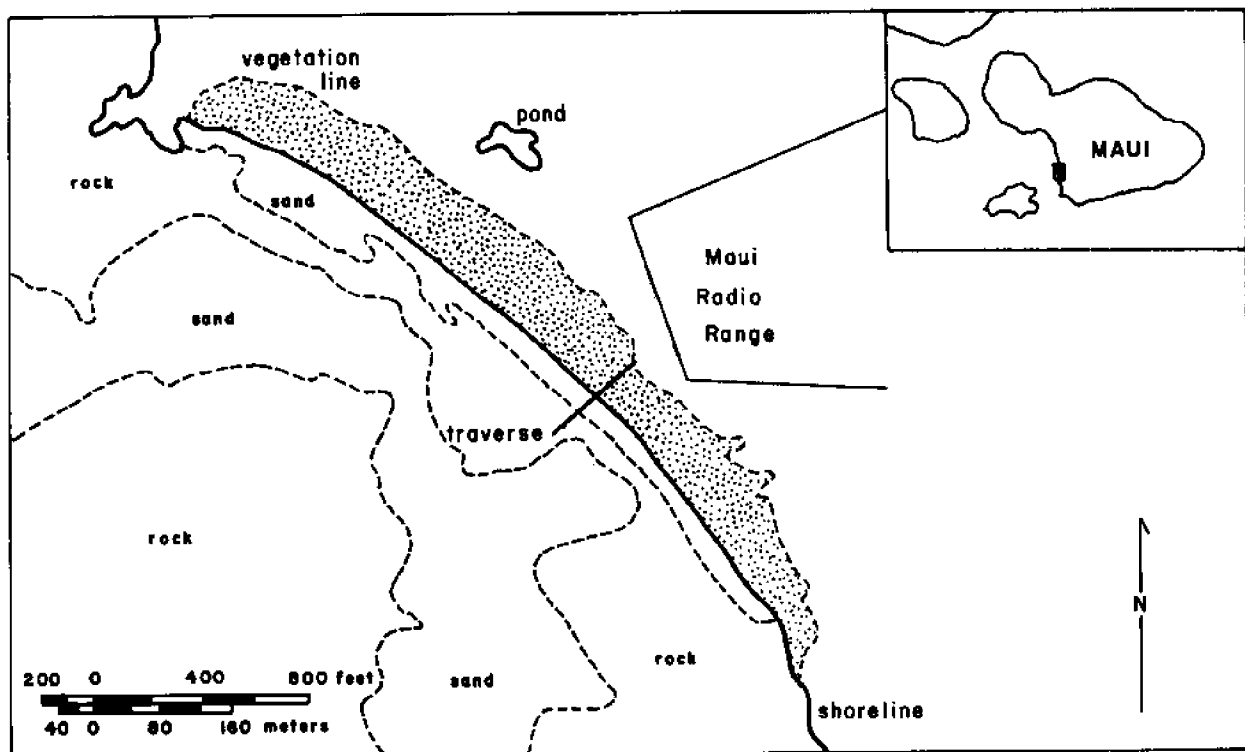 vegetation
line
pond
MAUI
rock
sand
Maui
Radio
Range
sand
traverse
rock
N
rock
sand
200 0 400 800 feet
40 0 80 160 meters
shoreline